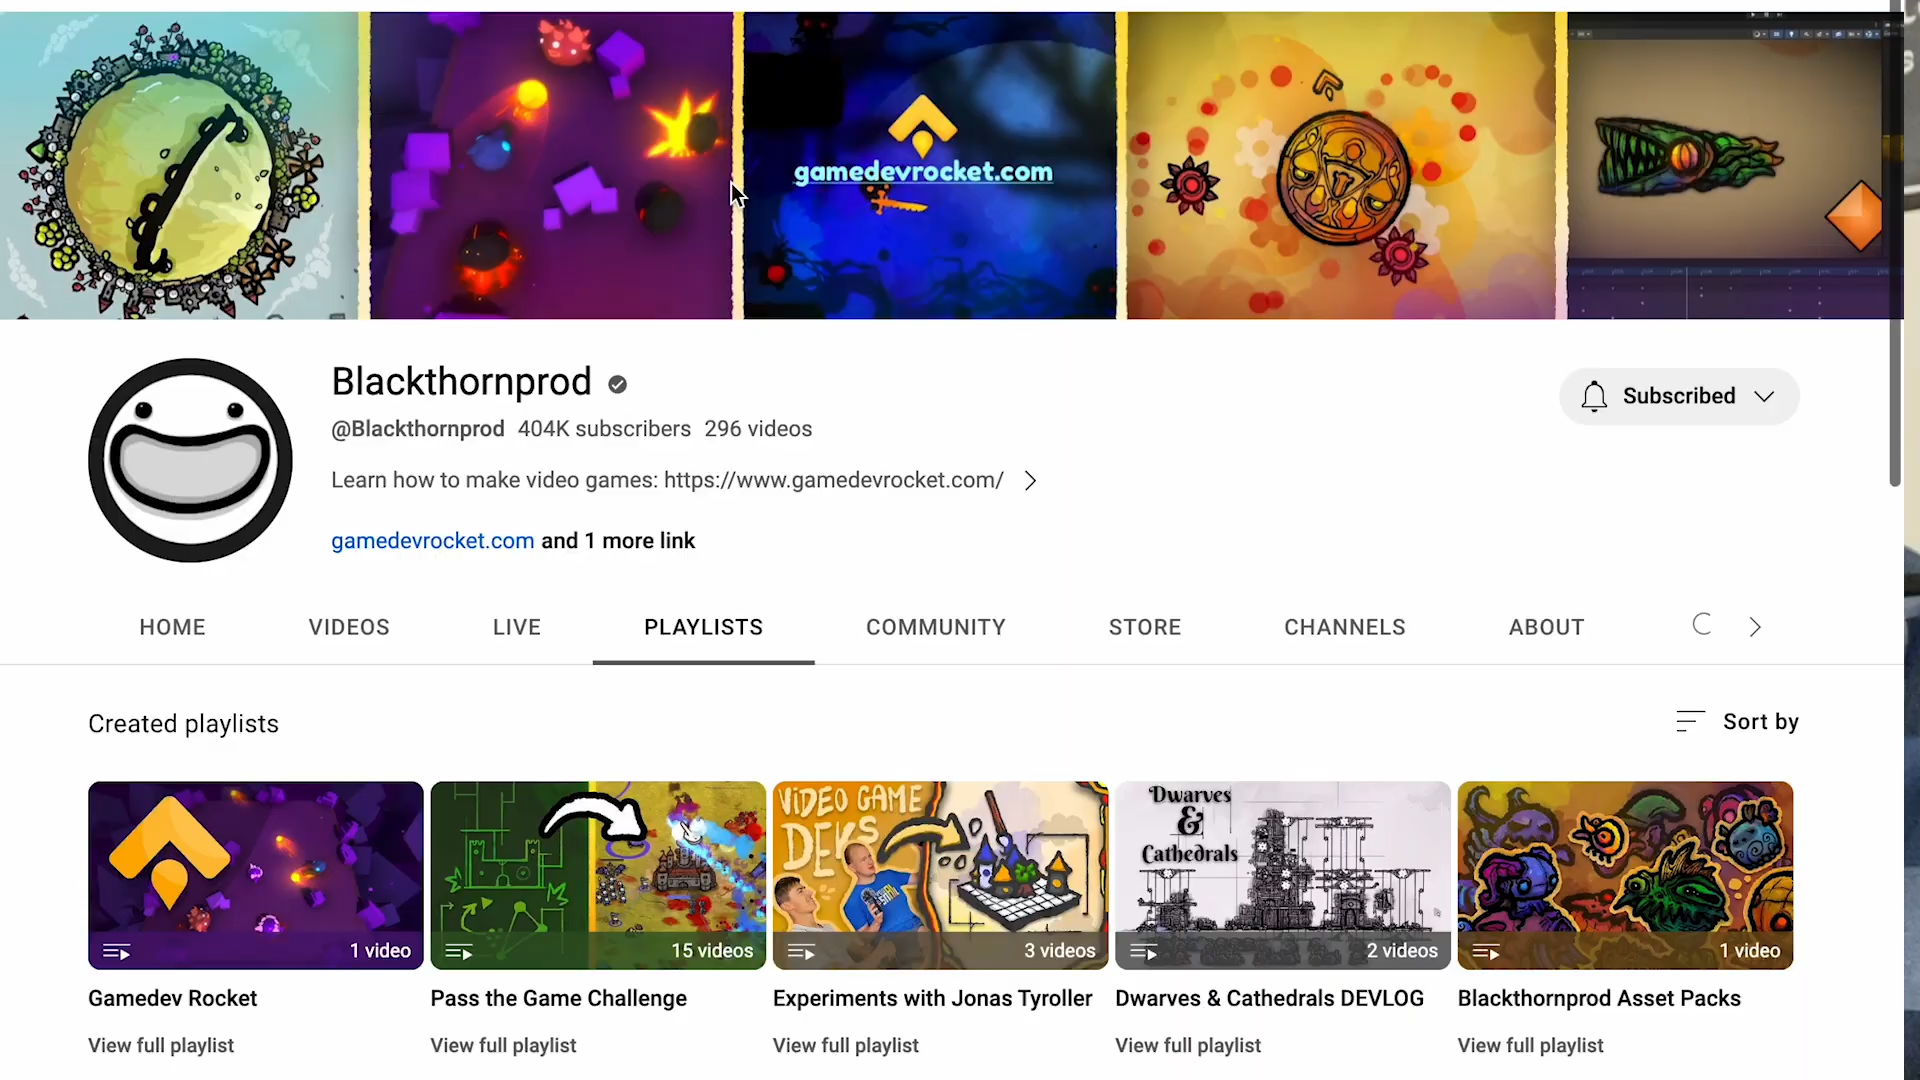 gamedevrocket.com
Blackthornprod
@Blackthornprod 404K subscribers 296 videos
Learn how to make video games: https://www.gamedevrocket.com/
gamedevrocket.com and 1 more link
Subscribed
HOME VIDEOS LIVE PLAYLISTS COMMUNITY STORE CHANNELS ABOUT
Created playlists
Sort by
1 video
15 videos
VIDEO GAME
DEKS
3 videos
Dwarves
&
Cathedrals
2 videos
1 video
Gamedev Rocket
Pass the Game Challenge
Experiments with Jonas Tyroller
Dwarves & Cathedrals DEVLOG
Blackthornprod Asset Packs
View full playlist
View full playlist
View full playlist
View full playlist
View full playlist